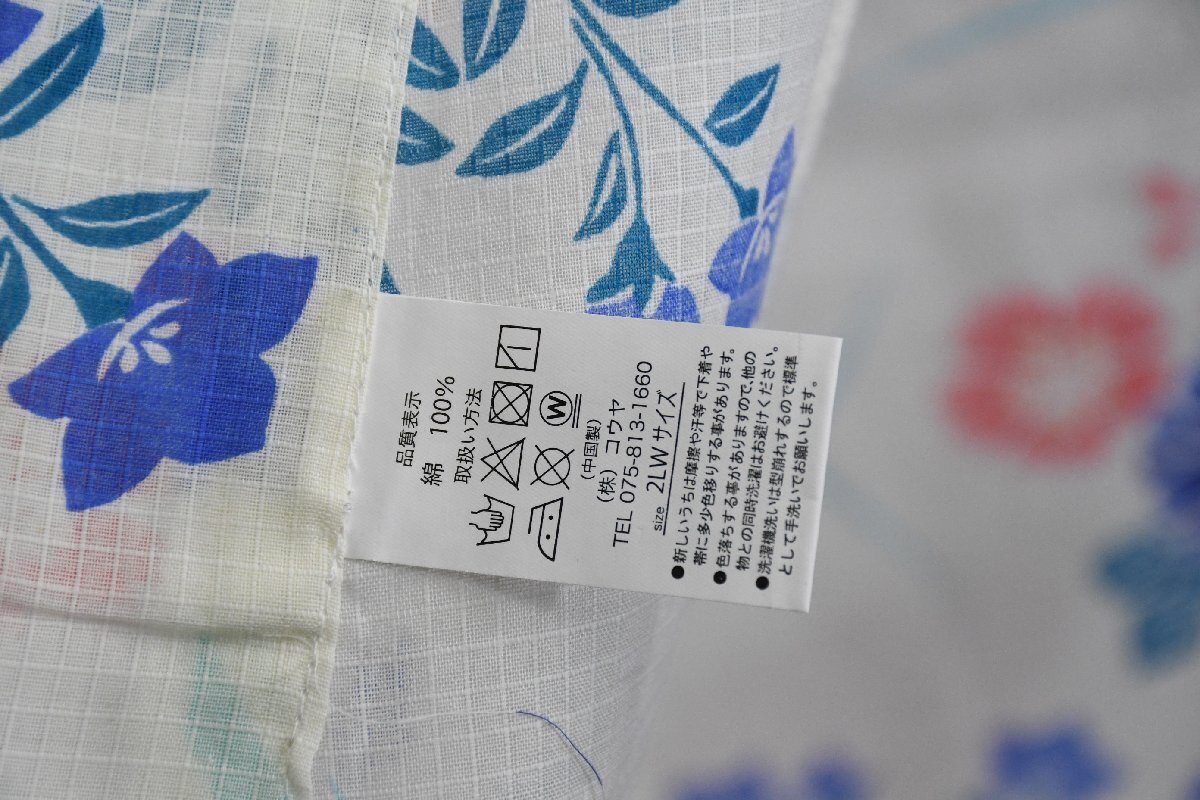 品質表示
綿 100%
取扱い方法
W
(中国製)
(株) コウヤ
TEL 075-813-1660
size 2LWサイズ
●新しいうちは摩擦や汗等で下着や
帯に多少色移りする事があります。
●色落ちする事がありますので、他の
物との同時洗濯はお避けください。
●洗濯機洗いは型崩れするので標準
として手洗いでお願いします。